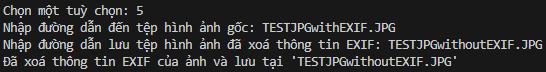 Chọn một tuỳ chọn: 5
Nhập đường dẫn đến tệp hình ảnh gốc: TESTJPGwithEXIF.JPG
Nhập đường dẫn lưu tệp hình ảnh đã xoá thông tin EXIF: TESTJPGwithoutEXIF.JPG
Đã xoá thông tin EXIF của ảnh và lưu tại 'TESTJPGwithoutEXIF.JPG'